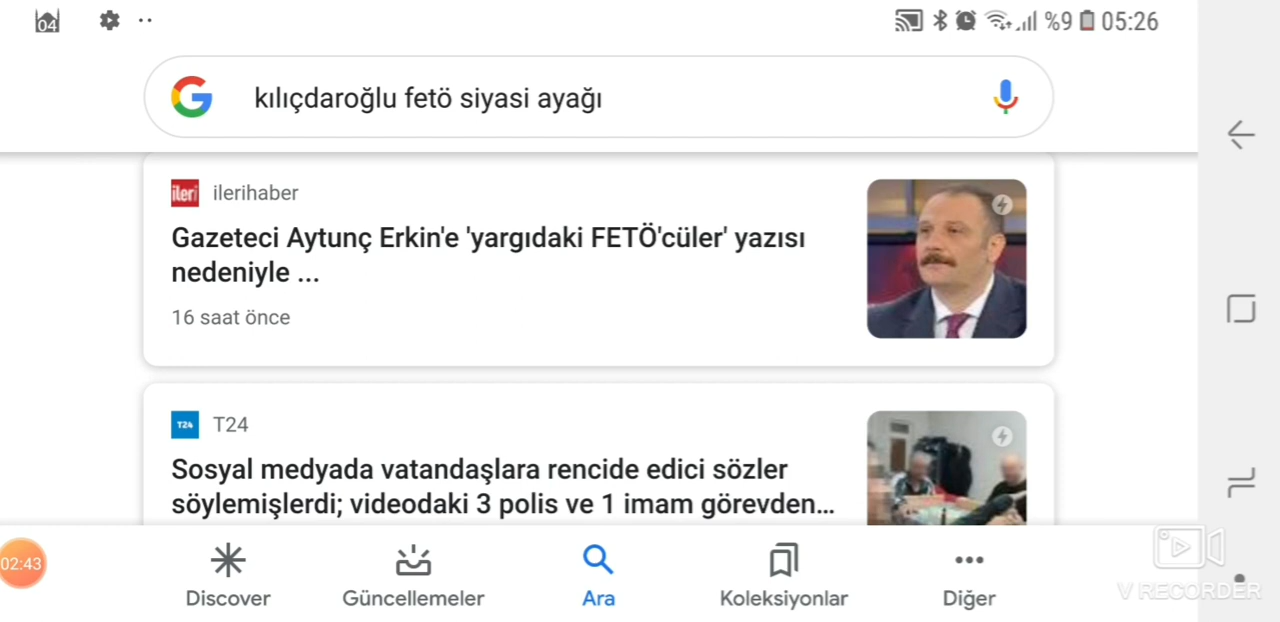 04
%9 05:26
kılıçdaroğlu fetö siyasi ayağı
ileri ilerihaber
Gazeteci Aytunç Erkin'e 'yargıdaki FETÖ'cüler' yazısı
nedeniyle ...
16 saat önce
T24 T24
Sosyal medyada vatandaşlara rencide edici sözler
söylemişlerdi; videodaki 3 polis ve 1 imam görevden...
02:43
Discover Güncellemeler Ara Koleksiyonlar Diğer
V RECORDER